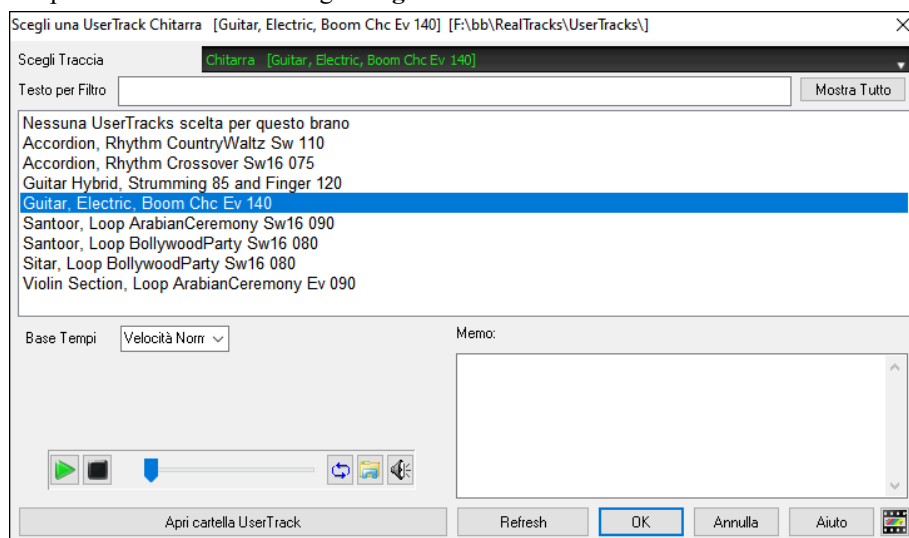 Scegli una UserTrack Chitarra [Guitar, Electric, Boom Chc Ev 140] [F:\bb\RealTracks\UserTracks\]
Scegli Traccia
Chitarra [Guitar, Electric, Boom Chc Ev 140]
Testo per Filtro
Mostra Tutto
Nessuna UserTracks scelta per questo brano
Accordion, Rhythm CountryWaltz Sw 110
Accordion, Rhythm Crossover Sw16 075
Guitar Hybrid, Strumming 85 and Finger 120
Guitar, Electric, Boom Chc Ev 140
Santoor, Loop ArabianCeremony Sw16 090
Santoor, Loop BollywoodParty Sw16 080
Sitar, Loop BollywoodParty Sw16 080
Violin Section, Loop ArabianCeremony Ev 090
Base Tempi
Velocità Norr
Memo:
Apri cartella UserTrack
Refresh
OK
Annulla
Aiuto